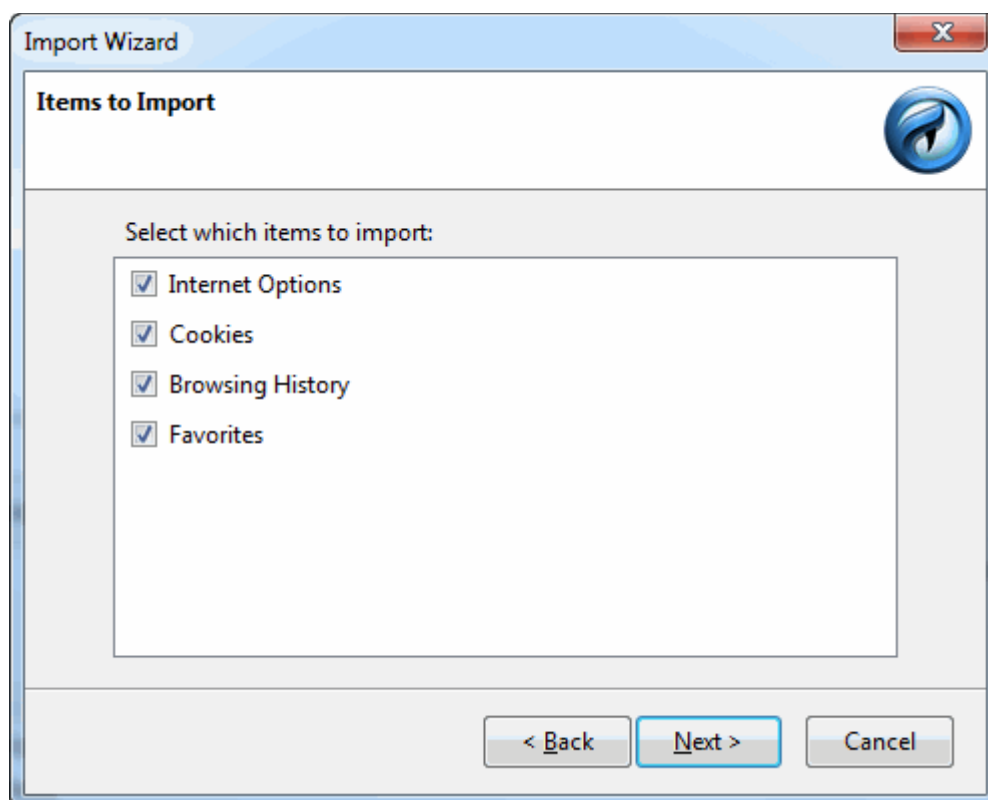 Import Wizard
Items to Import
Select which items to import:
Internet Options
Cookies
Browsing History
Favorites
< Back Next > Cancel